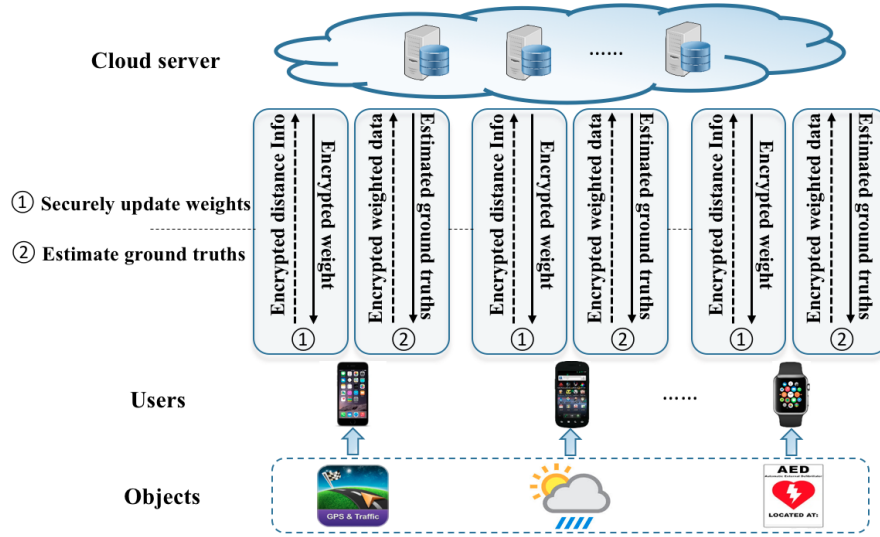 Cloud server
......
Encrypted distance Info
Encrypted weight
①
Encrypted weighted data
Estimated ground truths
②
Encrypted distance Info
Encrypted weight
①
Encrypted weighted data
Estimated ground truths
②
Encrypted distance Info
Encrypted weight
①
Encrypted weighted data
Estimated ground truths
②
① Securely update weights
② Estimate ground truths
Users
......
Objects
GPS & Traffic
AED
LOCATED AT: